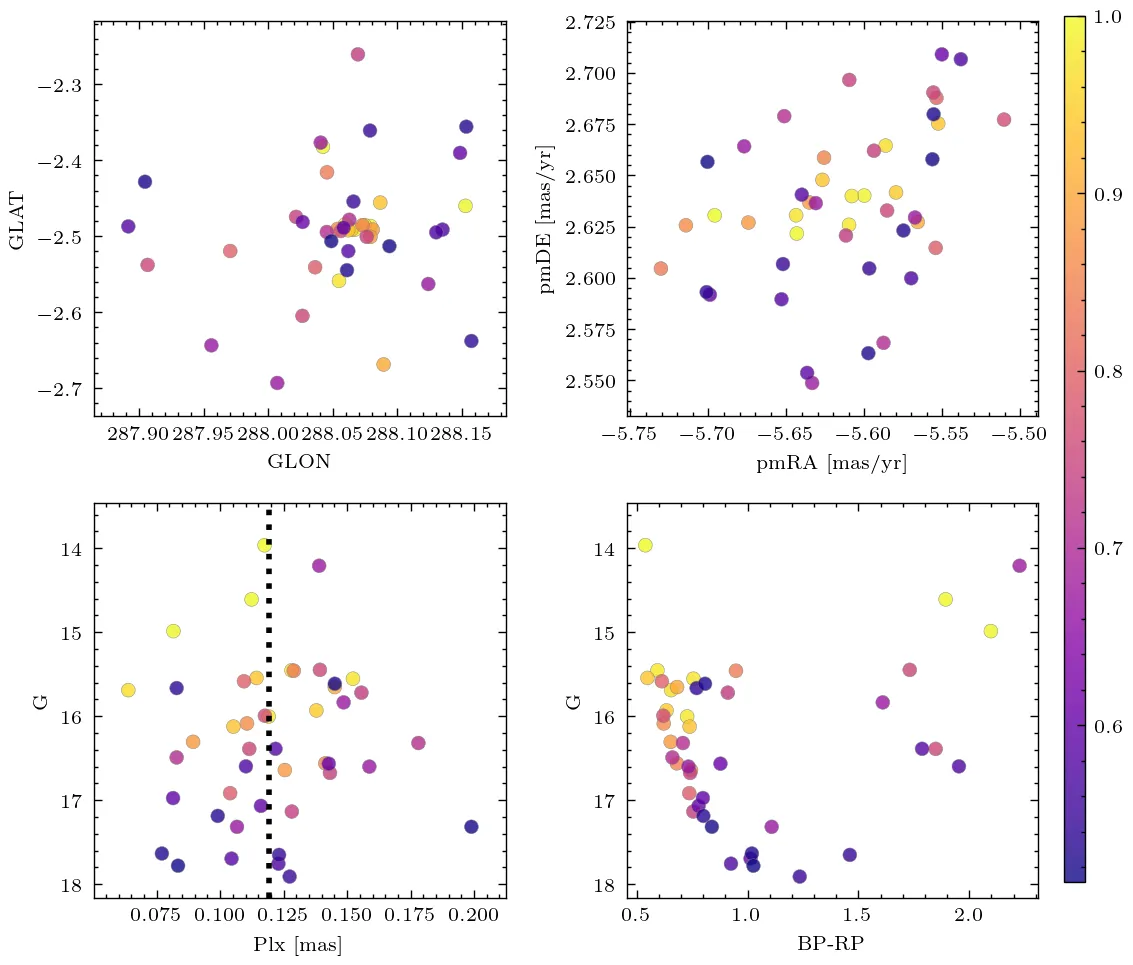 −2.3
−2.4
−2.5
−2.6
−2.7
GLAT
287.90 287.95 288.00 288.05 288.10 288.15
GLON
2.725
2.700
2.675
2.650
2.625
2.600
2.575
2.550
pmDE [mas/yr]
−5.75 −5.70 −5.65 −5.60 −5.55 −5.50
pmRA [mas/yr]
14
15
16
17
18
G
0.075 0.100 0.125 0.150 0.175 0.200
Plx [mas]
14
15
16
17
18
G
0.5 1.0 1.5 2.0
BP-RP
1.0
0.9
0.8
0.7
0.6